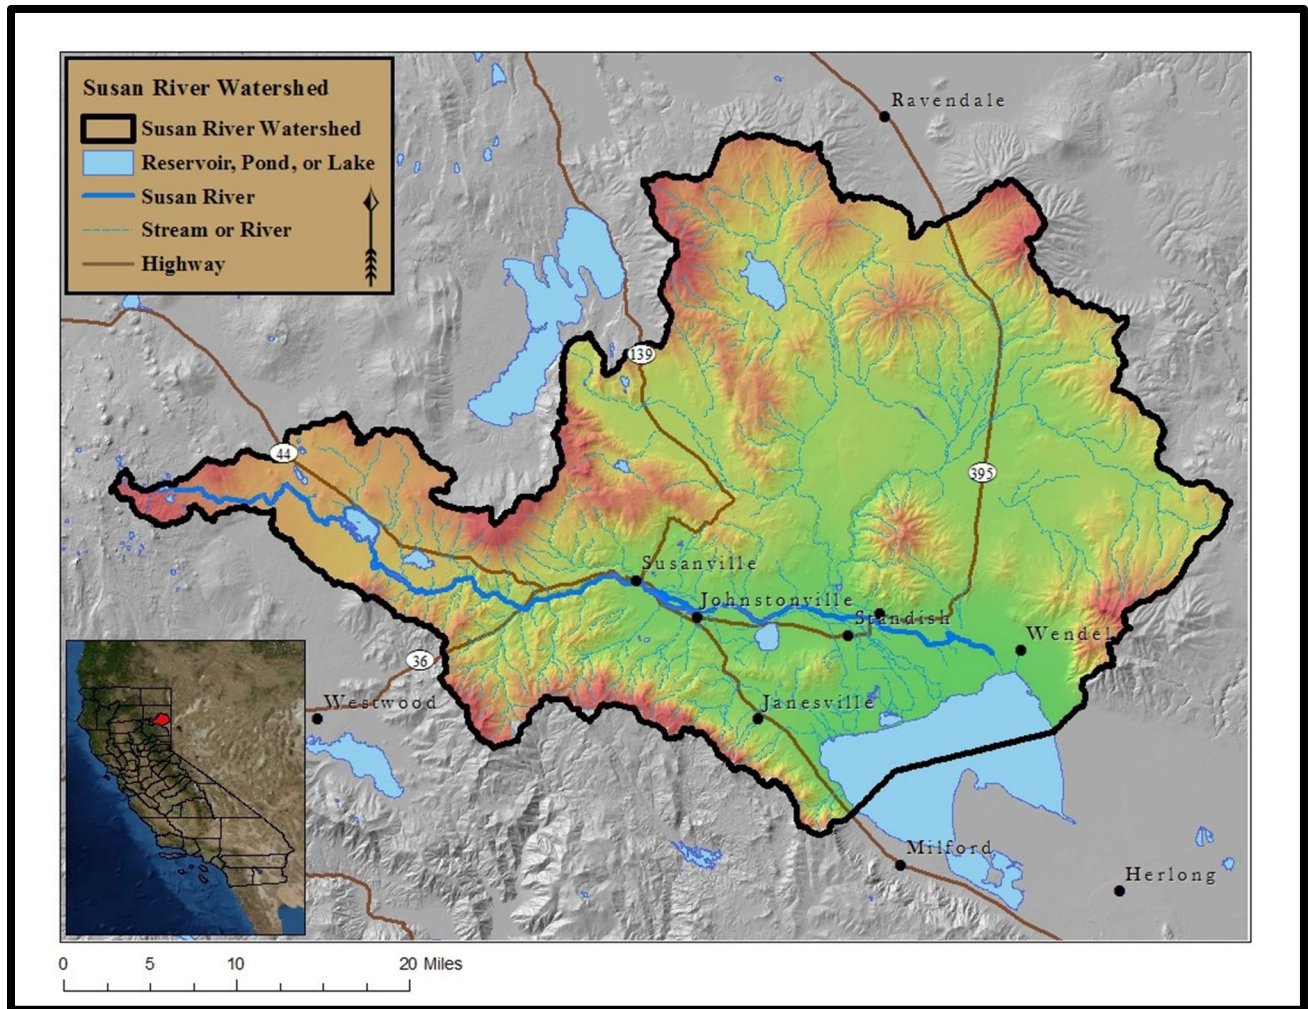 Susan River Watershed
Susan River Watershed
Reservoir, Pond, or Lake
Susan River
Stream or River
Highway
Ravendale
139
44
395
Susanville
Johnstonville
Standish
Wendel
36
Westwood
Janesville
Milford
Herlong
0 5 10 20 Miles